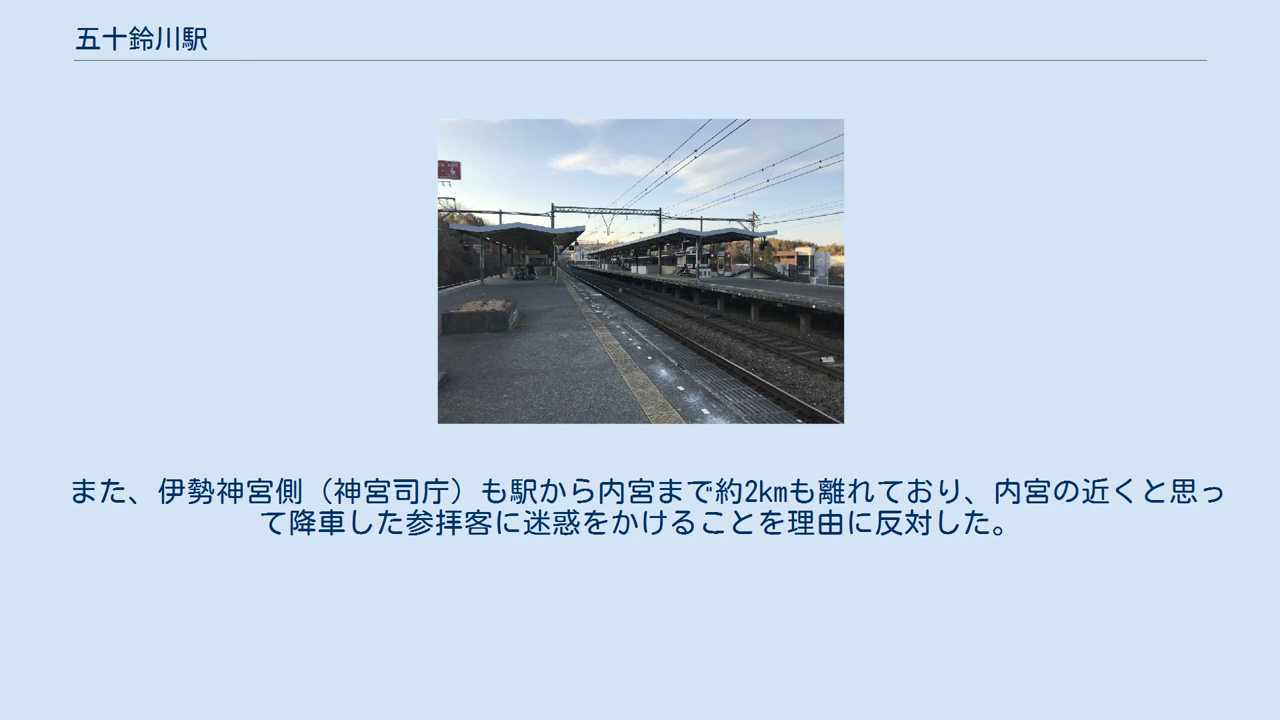 五十鈴川駅
また、伊勢神宮側（神宮司庁）も駅から内宮まで約2kmも離れており、内宮の近くと思っ
て降車した参拝客に迷惑をかけることを理由に反対した。